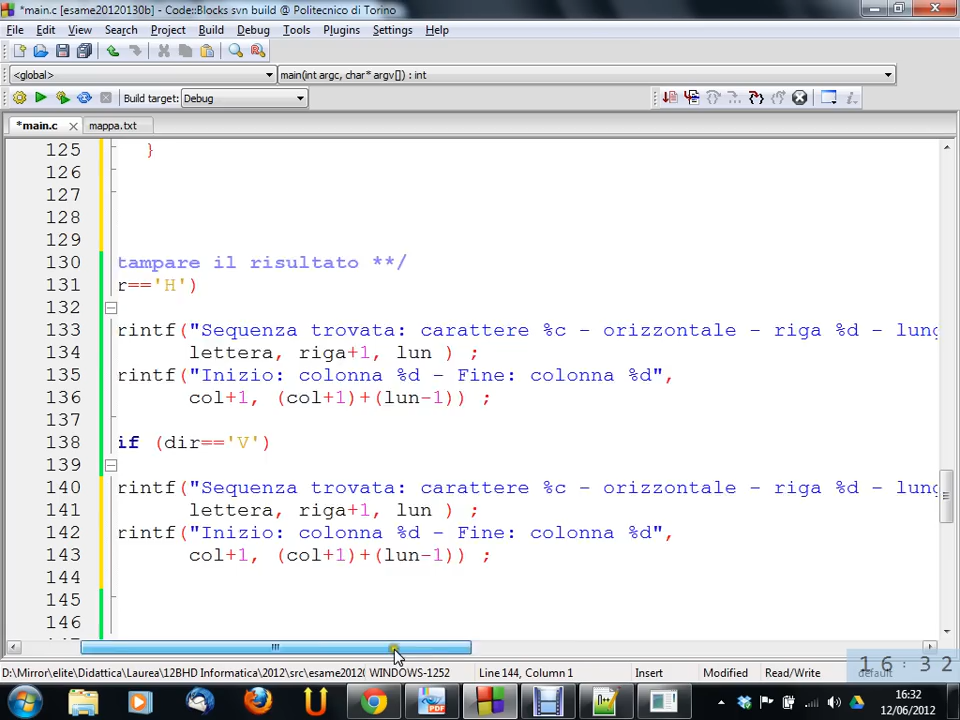 *main.c [esame20120130b] - Code::Blocks svn build @ Politecnico di Torino
File Edit View Search Project Build Debug Tools Plugins Settings Help
<global> main(int argc, char* argv[]) : int
Build target: Debug
*main.c mappa.txt
125 }
126
127
128
129
130 tampare il risultato **/
131 r=='H')
132
133 rintf("Sequenza trovata: carattere %c - orizzontale - riga %d - lung
134 lettera, riga+1, lun ) ;
135 rintf("Inizio: colonna %d - Fine: colonna %d",
136 col+1, (col+1)+(lun-1)) ;
137
138 if (dir=='V')
139
140 rintf("Sequenza trovata: carattere %c - orizzontale - riga %d - lung
141 lettera, riga+1, lun ) ;
142 rintf("Inizio: colonna %d - Fine: colonna %d",
143 col+1, (col+1)+(lun-1)) ;
144
145
146
D:\Mirror\elite\Didattica\Laurea\12BHD Informatica\2012\src\esame2012( WINDOWS-1252 Line 144, Column 1 Insert Modified Read/Write default
16:32
16:32
12/06/2012